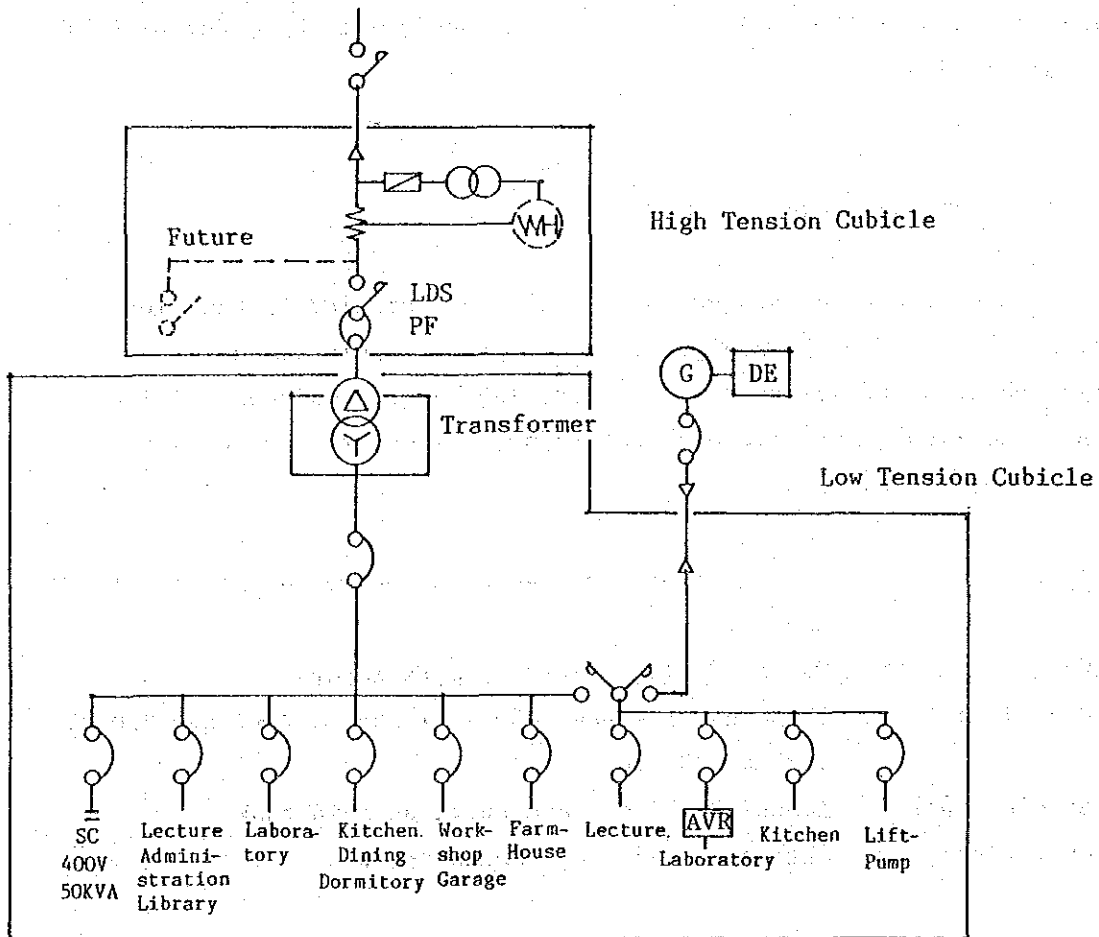 High Tension Cubicle
WH
Future
LDS
PF
G
DE
Transformer
Low Tension Cubicle
SC
400V
50KVA
Lecture
Admini-
stration
Library
Labora-
tory
Kitchen.
Dining
Dormitory
Work-
shop
Garage
Farm-
House
Lecture.
AVR
Laboratory
Kitchen
Lift-
Pump